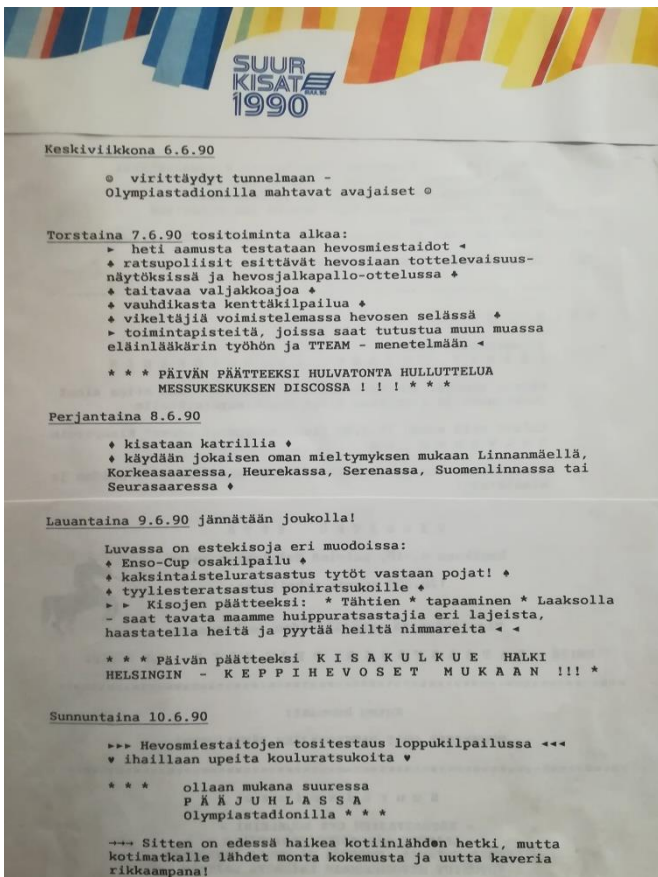 SUUR
KISAT
SVUL 90
1990
Keskiviikkona 6.6.90
☺ virittäydyt tunnelmaan -
Olympiastadionilla mahtavat avajaiset ☺
Torstaina 7.6.90 tositoiminta alkaa:
► heti aamusta testataan hevosmiestaidot ◄
♠ ratsupoliisit esittävät hevosiaan tottelevaisuus-
näytöksissä ja hevosjalkapallo-ottelussa ♠
♠ taitavaa valjakkoajoa ♠
♠ vauhdikasta kenttäkilpailua ♠
♠ vikeltäjiä voimistelemassa hevosen selässä ♠
► toimintapisteitä, joissa saat tutustua muun muassa
eläinlääkärin työhön ja TTEAM - menetelmään ◄
* * * PÄIVÄN PÄÄTTEEKSI HULVATONTA HULLUTTELUA
MESSUKESKUKSEN DISCOSSA ! ! ! * * *
Perjantaina 8.6.90
♦ kisataan katrillia ♦
♦ käydään jokaisen oman mieltymyksen mukaan Linnanmäellä,
Korkeasaaressa, Heurekassa, Serenassa, Suomenlinnassa tai
Seurasaaressa ♦
Lauantaina 9.6.90 jännätään joukolla!
Luvassa on estekisoja eri muodoissa:
♠ Enso-Cup osakilpailu ♠
♠ kaksintaisteluratsastus tytöt vastaan pojat! ♠
♠ tyyliesteratsastus poniratsukoille ♠
► ► Kisojen päätteeksi: * Tähtien * tapaaminen * Laaksolla
- saat tavata maamme huippuratsastajia eri lajeista,
haastatella heitä ja pyytää heiltä nimmareita ◄ ◄
* * * Päivän päätteeksi K I S A K U L K U E HALKI
HELSINGIN - K E P P I H E V O S E T M U K A A N !!! *
Sunnuntaina 10.6.90
►►► Hevosmiestaitojen tositestaus loppukilpailussa ◄◄◄
♥ ihaillaan upeita kouluratsukoita ♥
* * * ollaan mukana suuressa
P Ä Ä J U H L A S S A
Olympiastadionilla * * *
→→→ Sitten on edessä haikea kotiinlähdön hetki, mutta
kotimatkalle lähdet monta kokemusta ja uutta kaveria
rikkaampana!